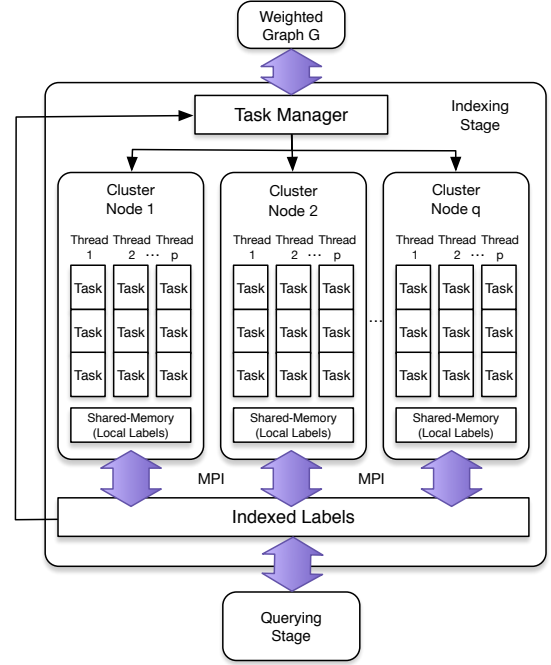 Weighted
Graph G
Task Manager
Indexing
Stage
Cluster
Node 1
Cluster
Node 2
Cluster
Node q
Thread Thread Thread
1 2 ... p
Thread Thread Thread
1 2 ... p
Thread Thread Thread
1 2 ... p
Task Task Task Task Task Task Task Task Task
...
Task Task Task Task Task Task Task Task Task
Task Task Task Task Task Task Task Task Task
Shared-Memory
(Local Labels)
Shared-Memory
(Local Labels)
Shared-Memory
(Local Labels)
MPI
MPI
Indexed Labels
Querying
Stage